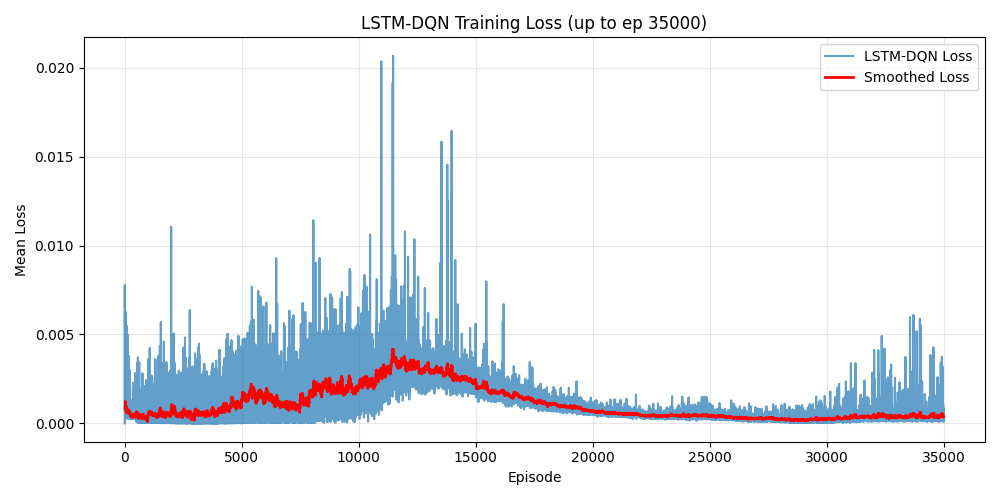 LSTM-DQN Training Loss (up to ep 35000)
LSTM-DQN Loss
Smoothed Loss
Mean Loss
0.020
0.015
0.010
0.005
0.000
0 5000 10000 15000 20000 25000 30000 35000
Episode